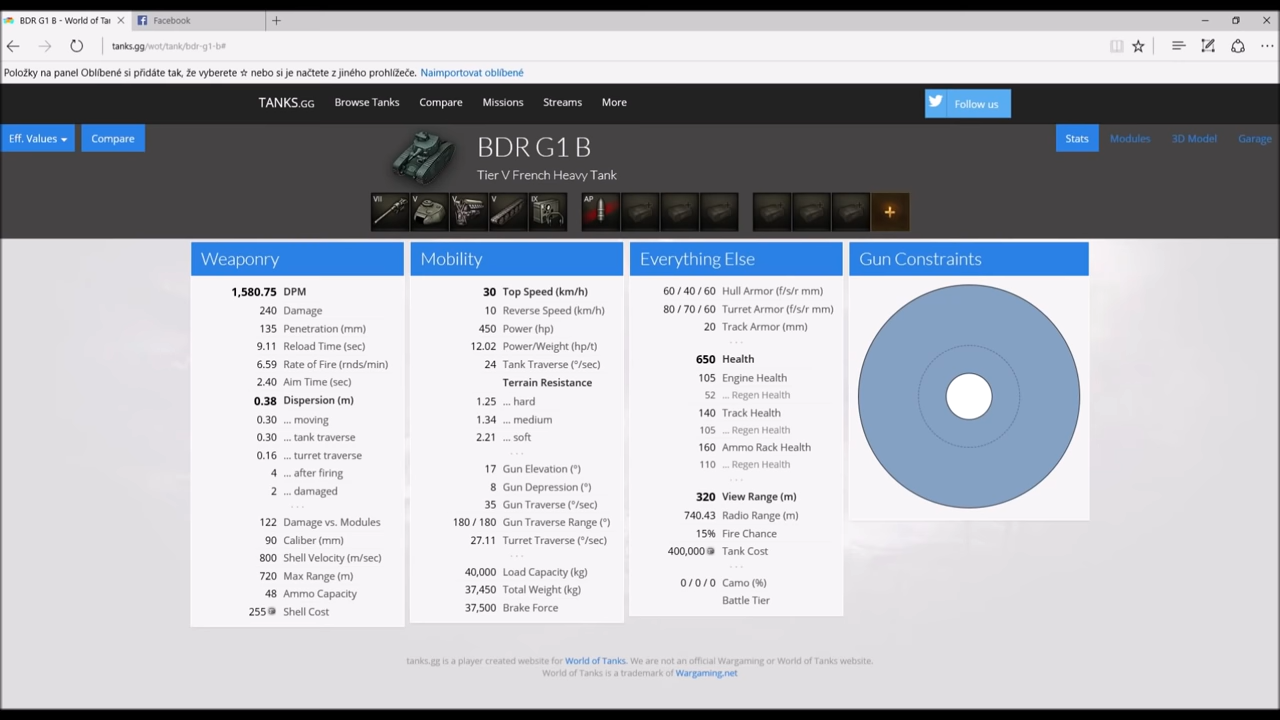 BDR G1 B - World of Ta
Facebook
tanks.gg/wot/tank/bdr-g1-b#
Položky na panel Oblíbené si přidáte tak, že vyberete ☆ nebo si je načtete z jiného prohlížeče. Naimportovat oblíbené
TANKS.GG Browse Tanks Compare Missions Streams More Follow us
Eff. Values Compare
BDR G1 B
Stats Modules 3D Model Garage
Tier V French Heavy Tank
VII V V V IX AP
Weaponry
1,580.75 DPM
240 Damage
135 Penetration (mm)
9.11 Reload Time (sec)
6.59 Rate of Fire (rnds/min)
2.40 Aim Time (sec)
0.38 Dispersion (m)
0.30 ... moving
0.30 ... tank traverse
0.16 ... turret traverse
4 ... after firing
2 ... damaged
...
122 Damage vs. Modules
90 Caliber (mm)
800 Shell Velocity (m/sec)
720 Max Range (m)
48 Ammo Capacity
255 Shell Cost
Mobility
30 Top Speed (km/h)
10 Reverse Speed (km/h)
450 Power (hp)
12.02 Power/Weight (hp/t)
24 Tank Traverse (°/sec)
Terrain Resistance
1.25 ... hard
1.34 ... medium
2.21 ... soft
...
17 Gun Elevation (°)
8 Gun Depression (°)
35 Gun Traverse (°/sec)
180 / 180 Gun Traverse Range (°)
27.11 Turret Traverse (°/sec)
...
40,000 Load Capacity (kg)
37,450 Total Weight (kg)
37,500 Brake Force
Everything Else
60 / 40 / 60 Hull Armor (f/s/r mm)
80 / 70 / 60 Turret Armor (f/s/r mm)
20 Track Armor (mm)
...
650 Health
105 Engine Health
52 ... Regen Health
140 Track Health
105 ... Regen Health
160 Ammo Rack Health
110 ... Regen Health
...
320 View Range (m)
740.43 Radio Range (m)
15% Fire Chance
400,000 Tank Cost
...
0 / 0 / 0 Camo (%)
Battle Tier
Gun Constraints
tanks.gg is a player created website for World of Tanks. We are not an official Wargaming or World of Tanks website.
World of Tanks is a trademark of Wargaming.net